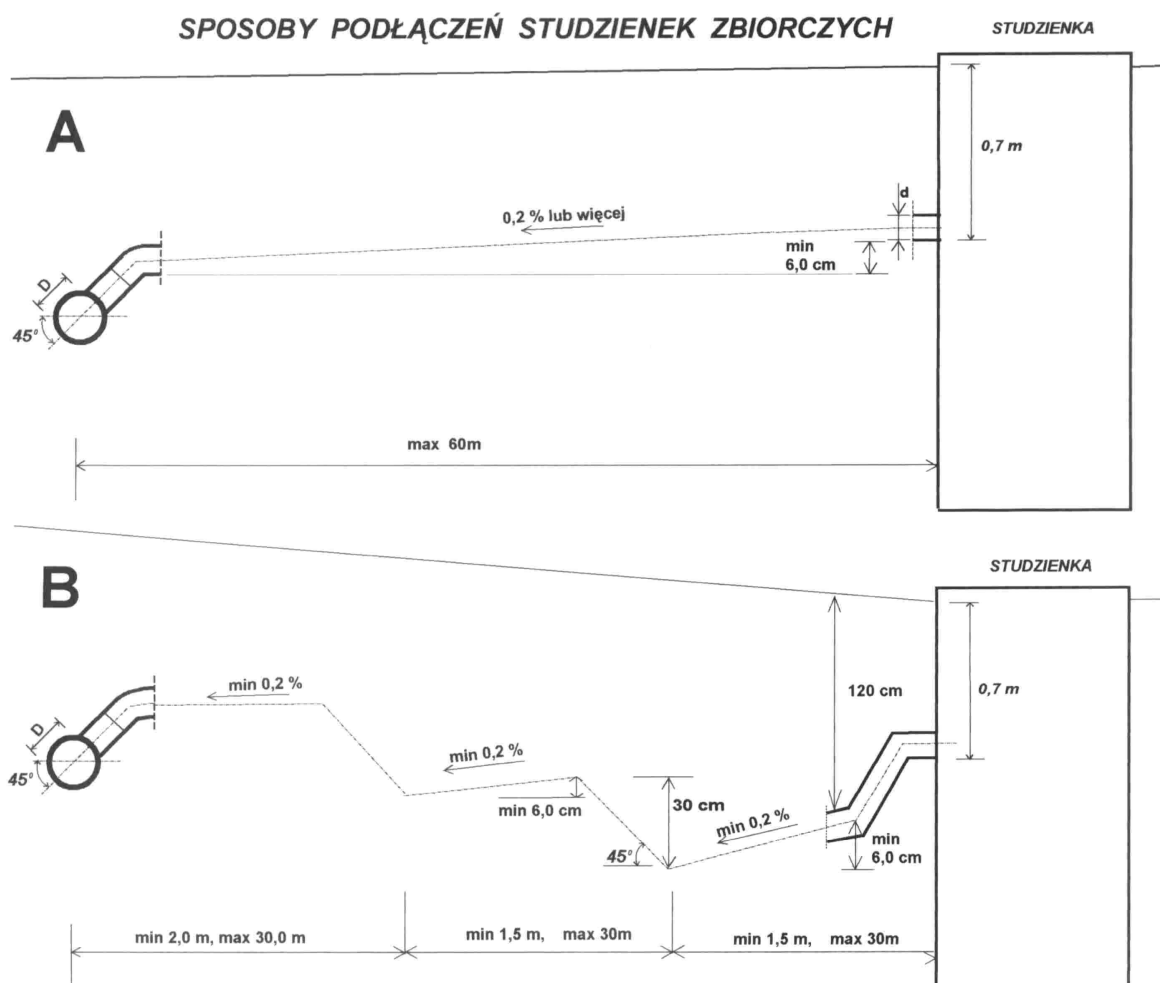 SPOSOBY PODŁĄCZEŃ STUDZIENEK ZBIORCZYCH
STUDZIENKA
A
0,7 m
d
0,2 % lub więcej
min
6,0 cm
D
45°
max 60m
B
STUDZIENKA
min 0,2 %
120 cm
0,7 m
D
min 0,2 %
45°
min 6,0 cm
30 cm
min 0,2 %
min
6,0 cm
45°
min 2,0 m, max 30,0 m
min 1,5 m, max 30m
min 1,5 m, max 30m